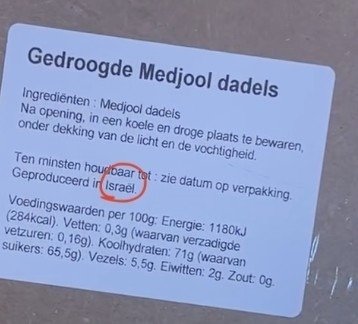 Gedroogde Medjool dadels
Ingrediënten : Medjool dadels
Na opening, in een koele en droge plaats te bewaren,
onder dekking van de licht en de vochtigheid.
Ten minsten houdbaar tot : zie datum op verpakking.
Geproduceerd in Israël.
Voedingswaarden per 100g: Energie: 1180kJ
(284kcal). Vetten: 0,3g (waarvan verzadigde
vetzuren: 0,16g). Koolhydraten: 71g (waarvan
suikers: 65,5g). Vezels: 5,5g. Eiwitten: 2g. Zout: 0g.